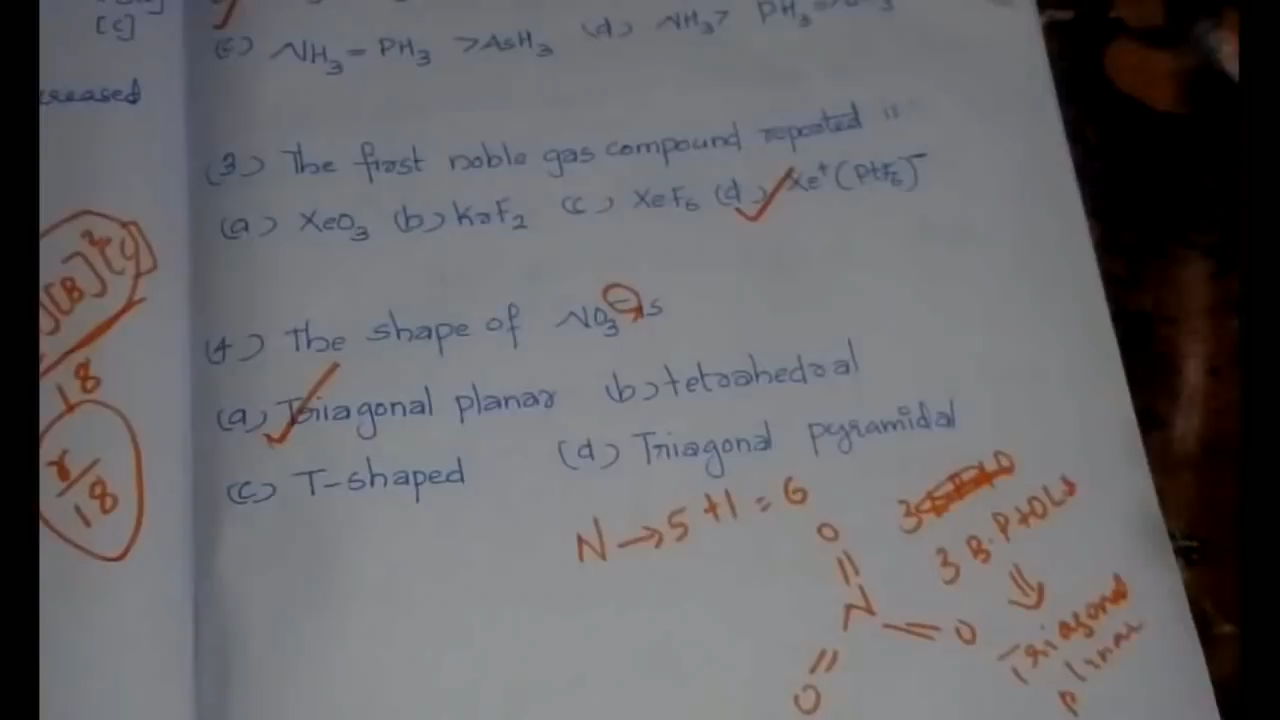 [C]
creased
(c) NH₃ = PH₃ > AsH₃ (d) NH₃ > PH₃
(3) The first noble gas compound reported is
(a) XeO₃ (b) KrF₂ (c) XeF₆ (d) Xe⁺(PtF₆)⁻
(4) The shape of NO₃⁻ is
(a) Triagonal planar (b) tetrahedral
(c) T-shaped (d) Triagonal pyramidal
[B]²[C]
18
r/18
N → 5 + 1 = 6
3 B.P + 0 Ls
⇓
Triagonal
planar
O
=
N = O
=
O